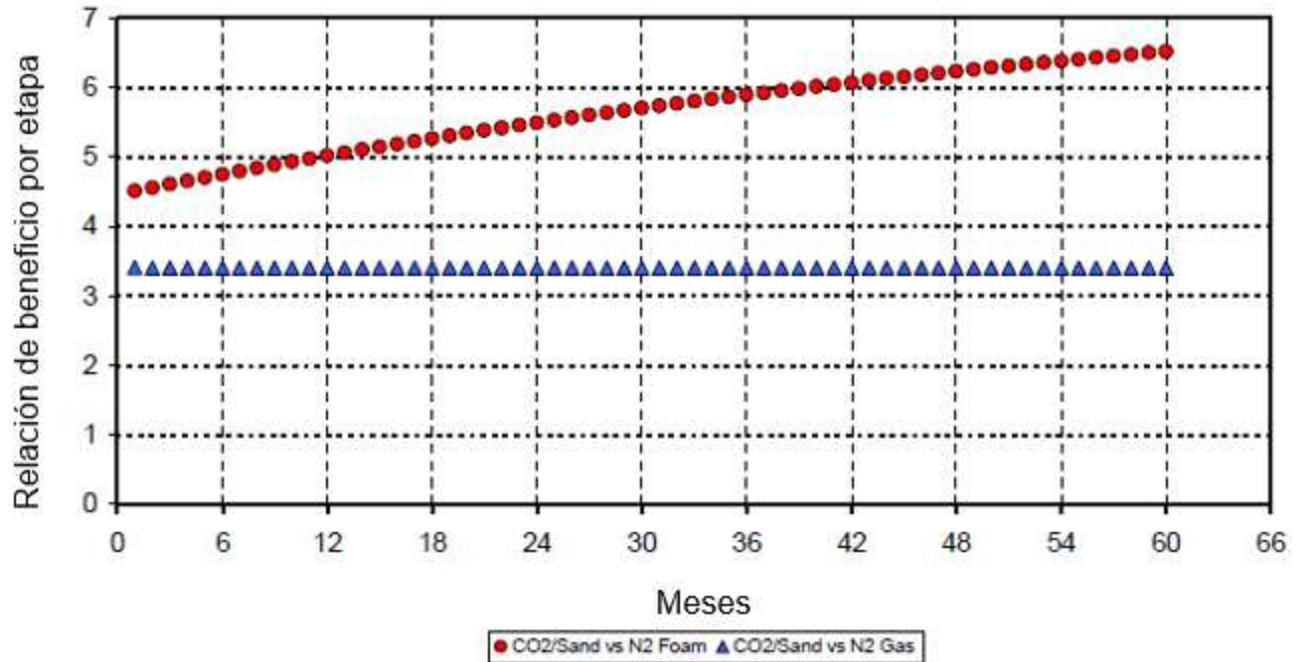 Relación de beneficio por etapa
7
6
5
4
3
2
1
0
0 6 12 18 24 30 36 42 48 54 60 66
Meses
CO2/Sand vs N2 Foam CO2/Sand vs N2 Gas